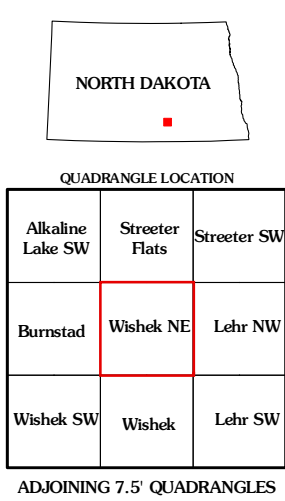 NORTH DAKOTA
QUADRANGLE LOCATION
Alkaline
Lake SW
Streeter
Flats
Streeter SW
Burnstad
Wishek NE
Lehr NW
Wishek SW
Wishek
Lehr SW
ADJOINING 7.5' QUADRANGLES